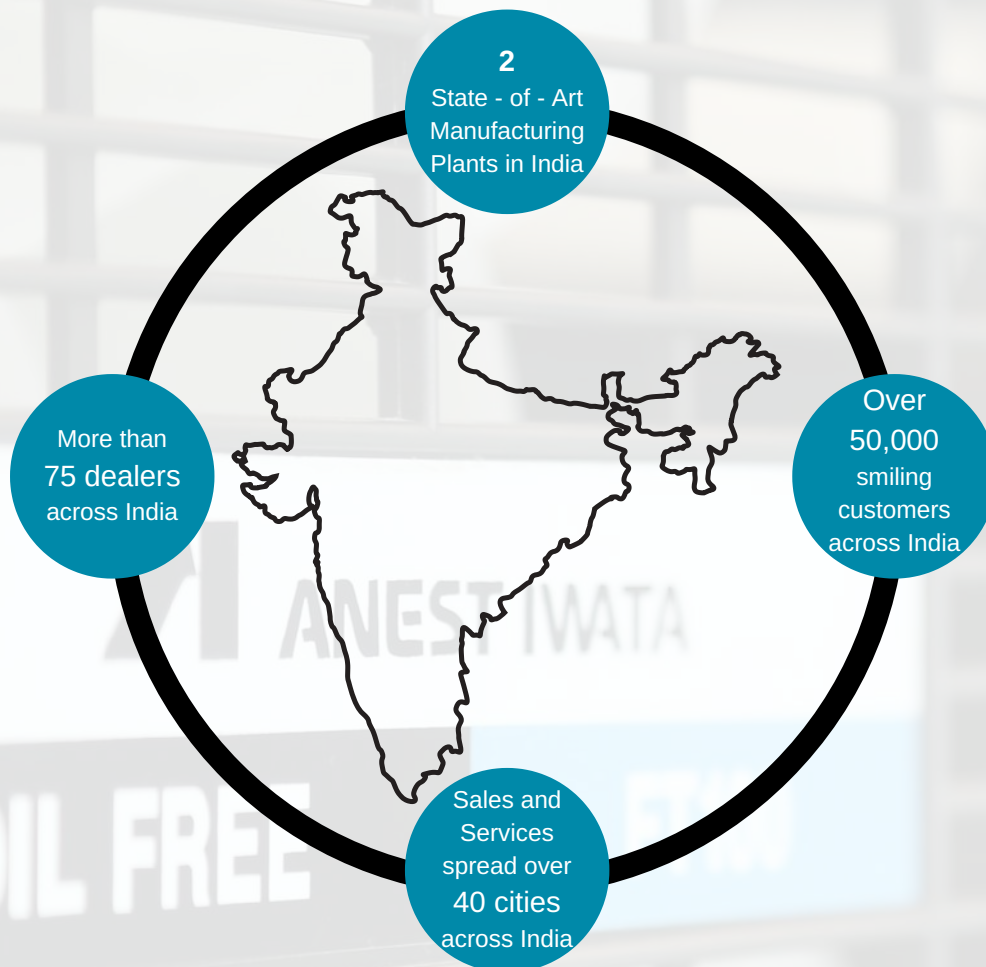 2
State - of - Art
Manufacturing
Plants in India
More than
75 dealers
across India
Over
50,000
smiling
customers
across India
ANEST IWATA
OIL FREE
Sales and
Services
spread over
40 cities
across India